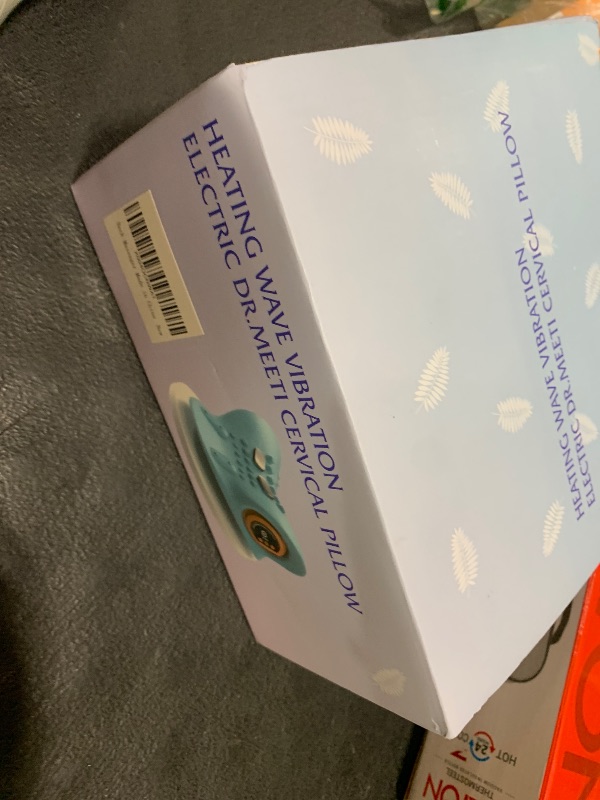 HEATING WAVE VIBRATION
ELECTRIC DR.MEETI CERVICAL PILLOW
HEATING WAVE VIBRATION
ELECTRIC DR.MEETI CERVICAL PILLOW
HOT
24
THERMOSTEEL